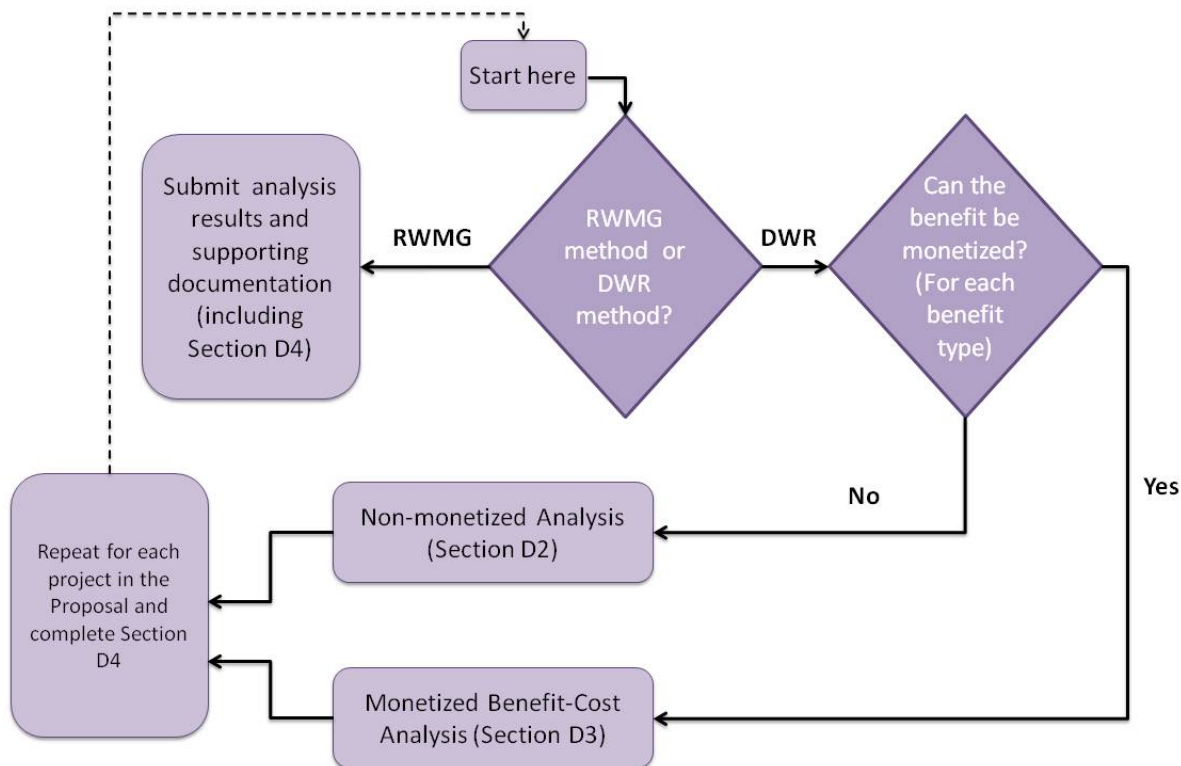 Start here
Submit analysis
results and
supporting
documentation
(including
Section D4)
RWMG
RWMG
method or
DWR
method?
DWR
Can the
benefit be
monetized?
(For each
benefit
type)
No
Yes
Non-monetized Analysis
(Section D2)
Repeat for each
project in the
Proposal and
complete Section
D4
Monetized Benefit-Cost
Analysis (Section D3)